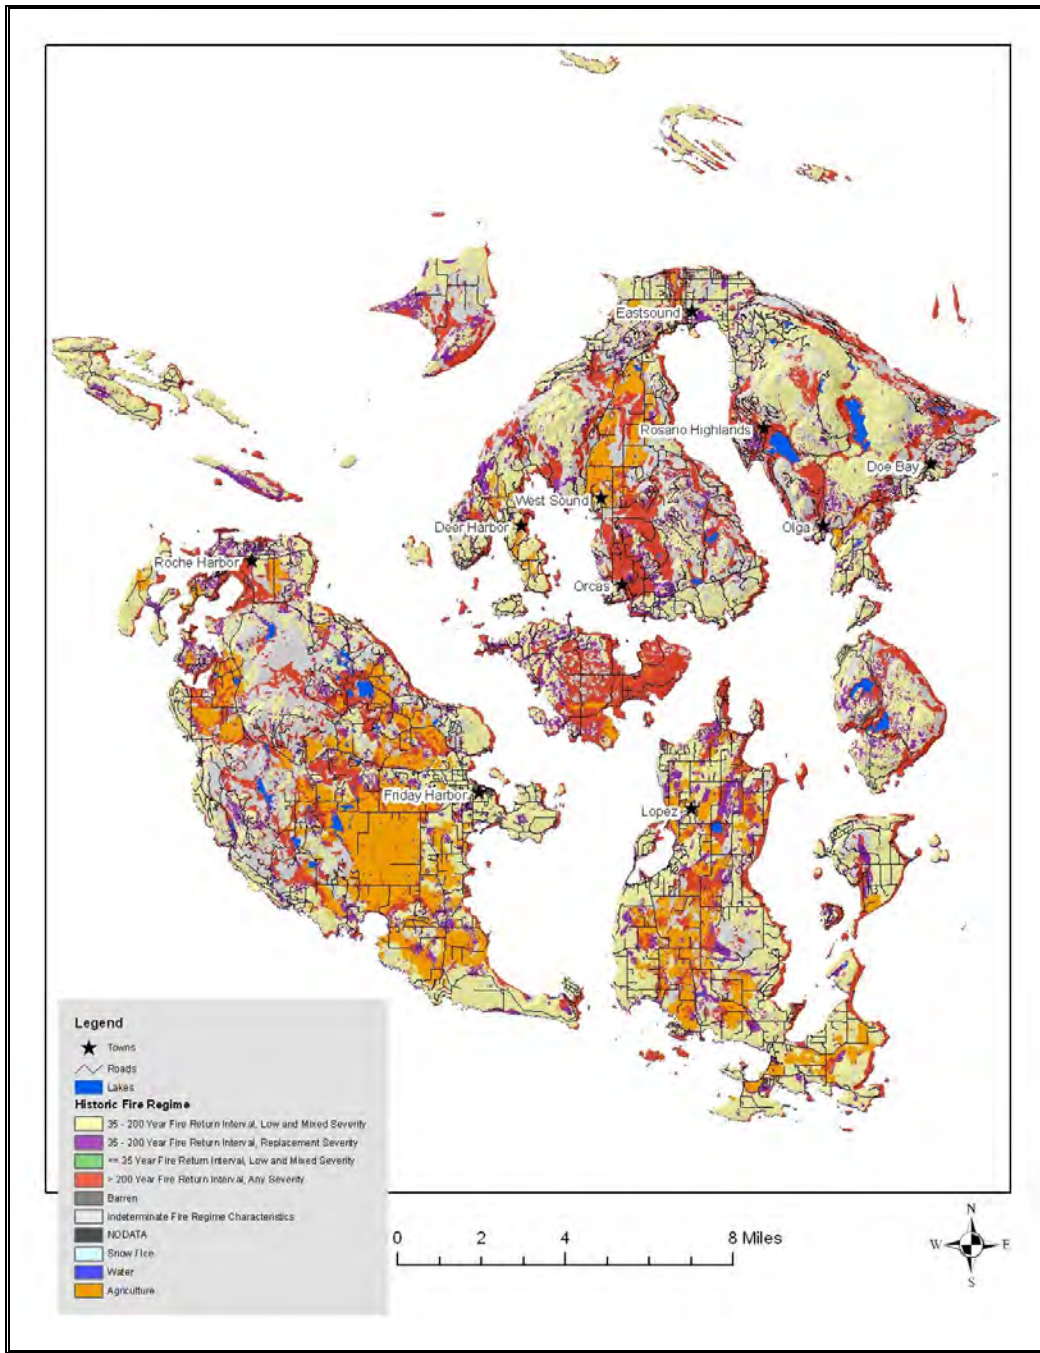 Eastsound
Rosario Highlands
Doe Bay
West Sound
Deer Harbor
Olga
Roche Harbor
Orcas
Friday Harbor
Lopez
Legend
Towns
Roads
Lakes
Historic Fire Regime
35 - 200 Year Fire Return Interval, Low and Mixed Severity
35 - 200 Year Fire Return Interval, Replacement Severity
<= 35 Year Fire Return Interval, Low and Mixed Severity
> 200 Year Fire Return Interval, Any Severity
Barren
Indeterminate Fire Regime Characteristics
NODATA
Snow / Ice
Water
Agriculture
0 2 4 8 Miles
N
W E
S